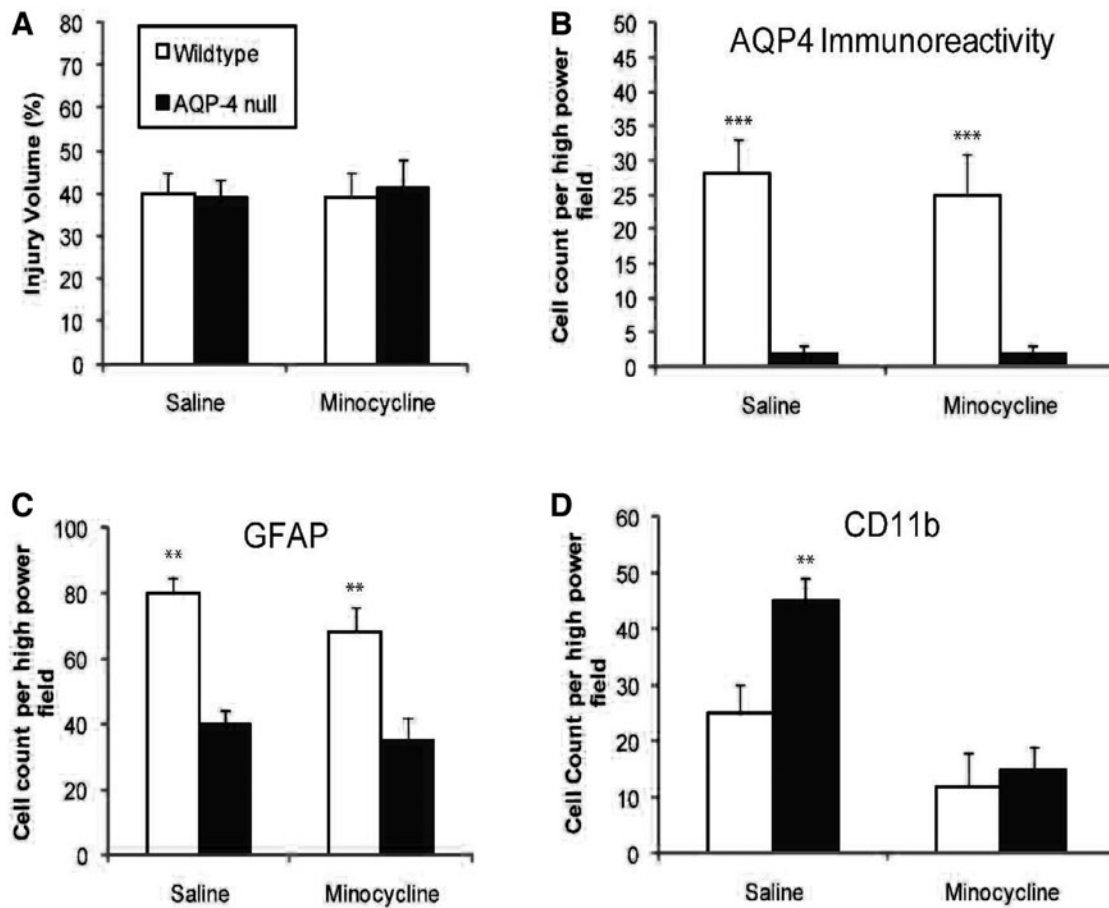 A
Injury Volume (%)
80
70
60
50
40
30
20
10
0
Wildtype
AQP-4 null
Saline Minocycline
B
AQP4 Immunoreactivity
Cell count per high power
field
50
45
40
35
30
25
20
15
10
5
0
***
***
Saline Minocycline
C
GFAP
Cell count per high power
field
100
80
60
40
20
0
**
**
Saline Minocycline
D
CD11b
Cell Count per high power
field
60
50
40
30
20
10
0
**
Saline Minocycline